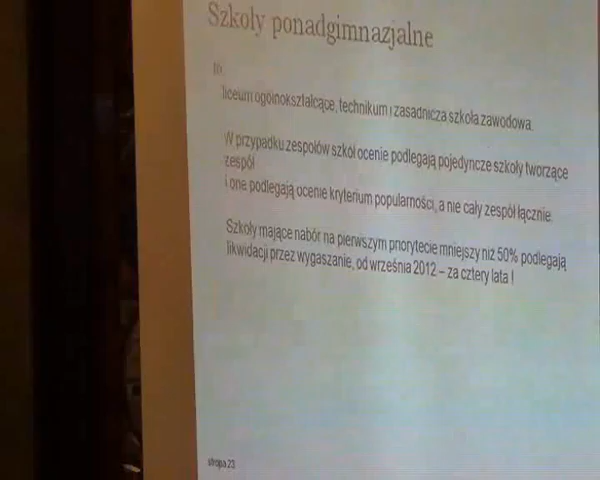 Szkoły ponadgimnazjalne
to
liceum ogólnokształcące, technikum i zasadnicza szkoła zawodowa.
W przypadku zespołów szkół ocenie podlegają pojedyncze szkoły tworzące
zespół
i one podlegają ocenie kryterium popularności, a nie cały zespół łącznie.
Szkoły mające nabór na pierwszym priorytecie mniejszy niż 50% podlegają
likwidacji przez wygaszanie, od września 2012 – za cztery lata !
stropa 23